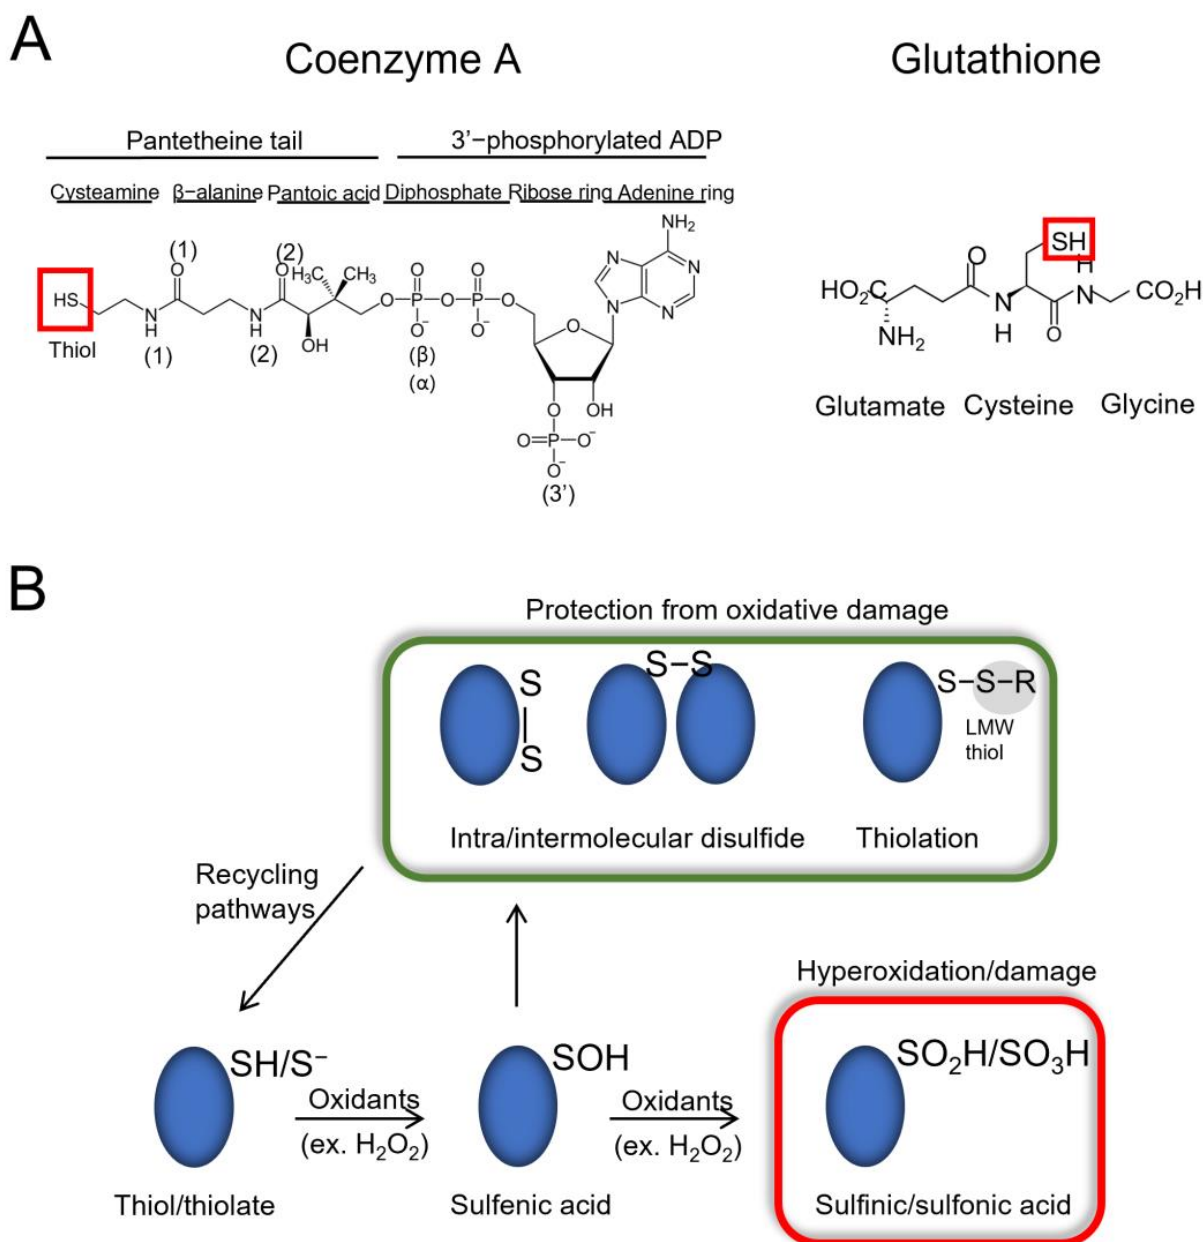 A
Coenzyme A
Glutathione
Pantetheine tail
3'−phosphorylated ADP
Cysteamine
β−alanine
Pantoic acid
Diphosphate
Ribose ring
Adenine ring
NH₂
(1)
(2)
O
O
H₃C
CH₃
O
O
N
N
N
N
HS
N
H
N
H
O
P
O
P
O
O
O⁻
O⁻
Thiol
(1)
(2)
OH
(β)
(α)
O
OH
O=P−O⁻
O⁻
(3')
SH
O
H
HO₂C
N
N
CO₂H
NH₂
H
O
Glutamate
Cysteine
Glycine
B
Protection from oxidative damage
S−S
S
S
S−S−R
LMW
thiol
Intra/intermolecular disulfide
Thiolation
Recycling
pathways
Hyperoxidation/damage
SH/S⁻
SOH
SO₂H/SO₃H
Oxidants
(ex. H₂O₂)
Oxidants
(ex. H₂O₂)
Thiol/thiolate
Sulfenic acid
Sulfinic/sulfonic acid